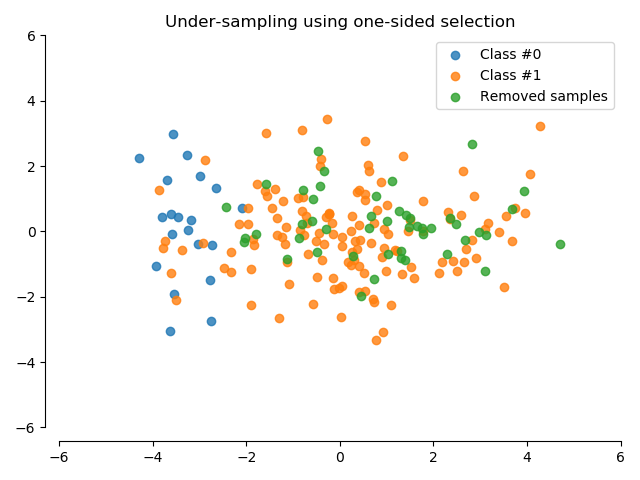 Under-sampling using one-sided selection
Class #0
Class #1
Removed samples
6
4
2
0
−2
−4
−6
−6 −4 −2 0 2 4 6